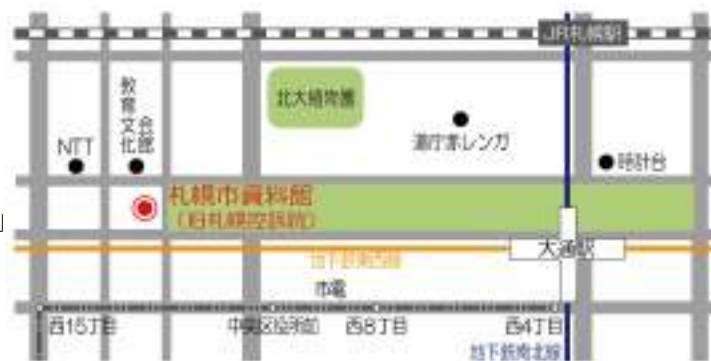 JR札幌駅
北大植物園
教育文化
会館
NTT
道庁赤レンガ
時計台
札幌市資料館
（旧札幌控訴院）
」
地下鉄東西線
大通駅
市電
西15丁目
中央区役所前
西8丁目
西4丁目
地下鉄南北線